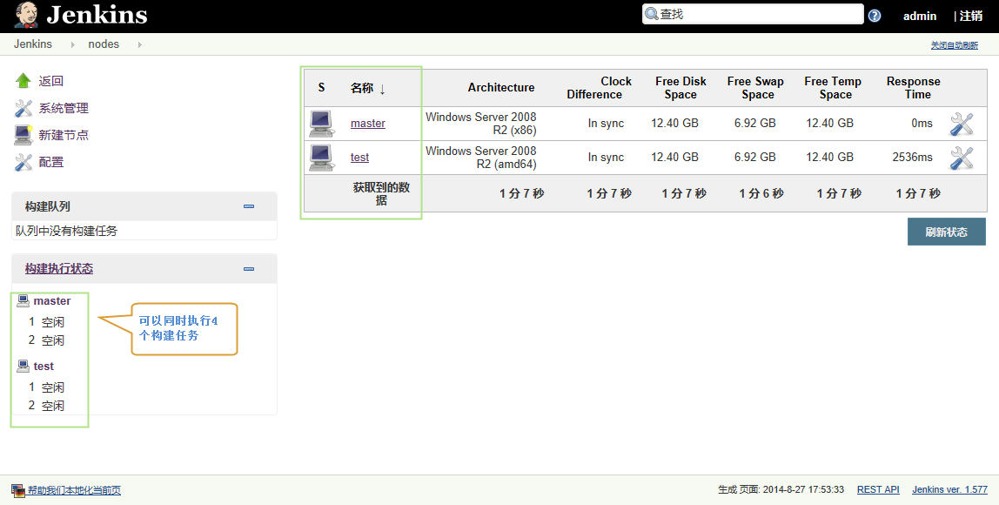 Jenkins
查找
admin
| 注销
Jenkins
nodes
关闭自动刷新
返回
系统管理
新建节点
配置
构建队列
队列中没有构建任务
构建执行状态
master
1 空闲
2 空闲
test
1 空闲
2 空闲
可以同时执行4
个构建任务
S 名称 ↓ Architecture Clock Difference Free Disk Space Free Swap Space Free Temp Space Response Time
master Windows Server 2008 R2 (x86) In sync 12.40 GB 6.92 GB 12.40 GB 0ms
test Windows Server 2008 R2 (amd64) In sync 12.40 GB 6.92 GB 12.40 GB 2536ms
获取到的数据 1 分 7 秒 1 分 7 秒 1 分 7 秒 1 分 6 秒 1 分 7 秒 1 分 7 秒
刷新状态
帮助我们本地化当前页
生成 页面: 2014-8-27 17:53:33 REST API Jenkins ver. 1.577